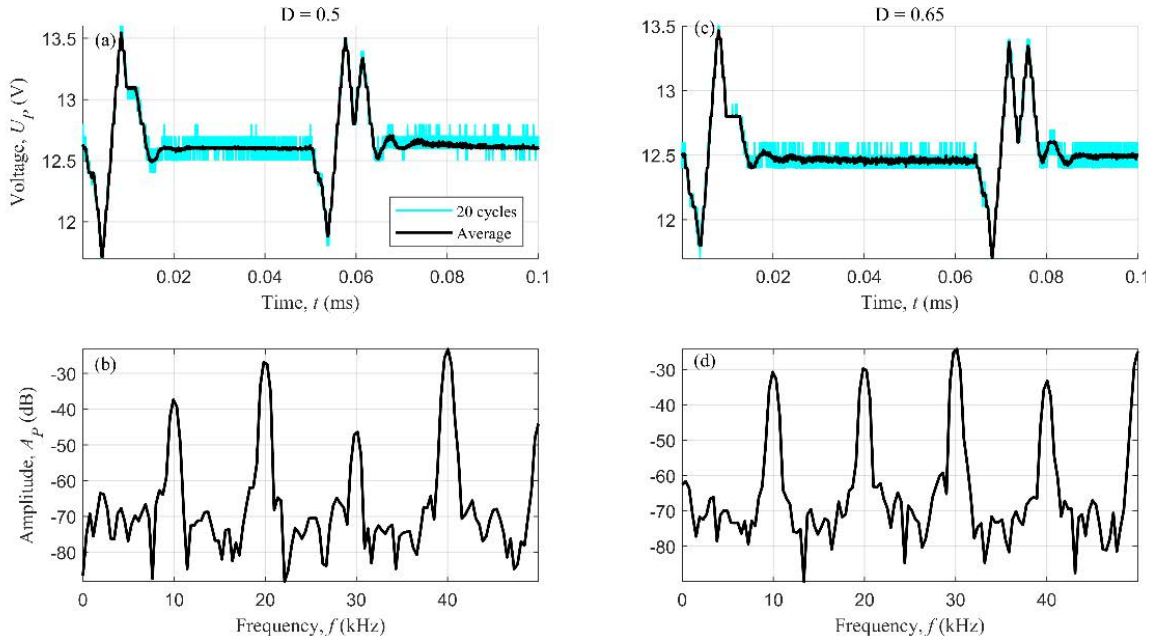 D = 0.5
(a)
13.5
13
12.5
12
Voltage, U_P (V)
20 cycles
Average
0.02
0.04
0.06
0.08
0.1
Time, t (ms)
D = 0.65
(c)
13.5
13
12.5
12
0.02
0.04
0.06
0.08
0.1
Time, t (ms)
(b)
-30
-40
-50
-60
-70
-80
Amplitude, A_P (dB)
0
10
20
30
40
Frequency, f (kHz)
(d)
-30
-40
-50
-60
-70
-80
0
10
20
30
40
Frequency, f (kHz)